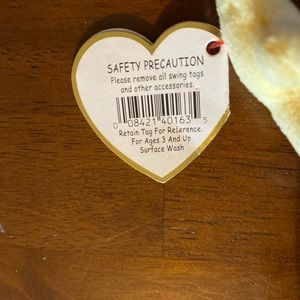 SAFETY PRECAUTION
Please remove all swing tags
and other accessories.
0 08421 40163 5
Retain Tag For Reference.
For Ages 3 And Up
Surface Wash